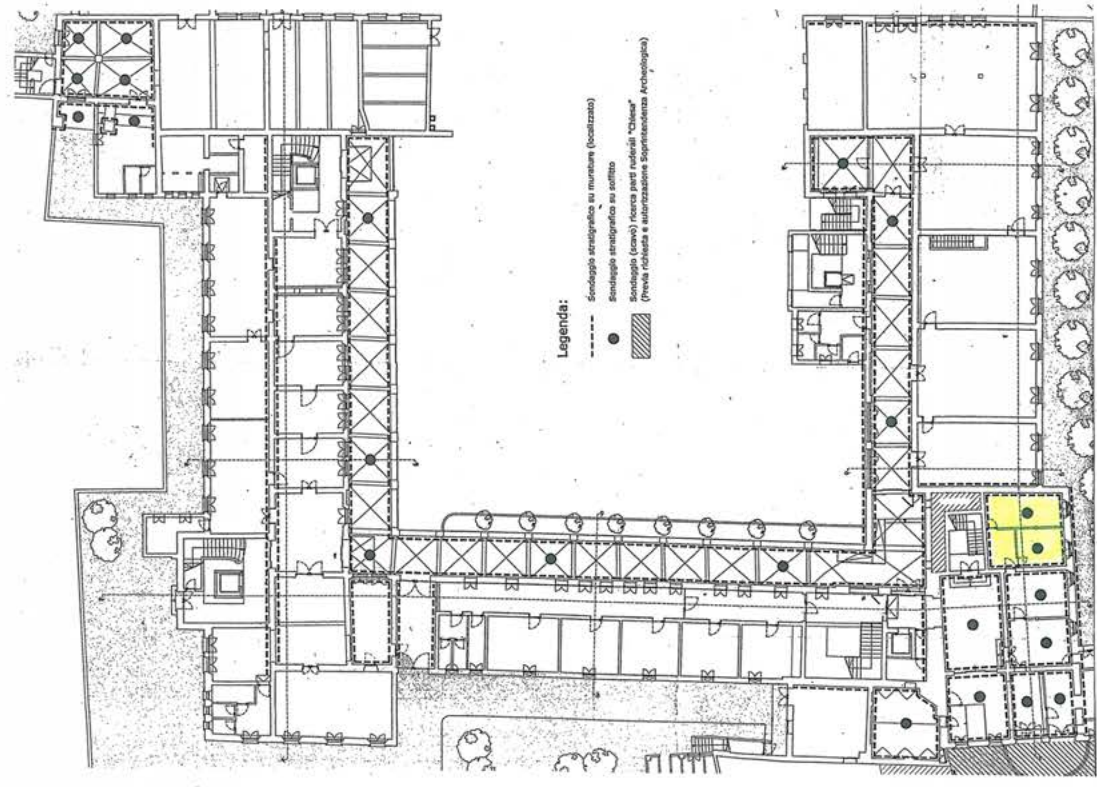 Legenda:
Sondaggio stratigrafico su murature (localizzato)
Sondaggio stratigrafico su soffitto
Sondaggio (scavo) ricerca parti ruderali "Chiesa"
(Previa richiesta e autorizzazione Soprintendenza Archeologica)